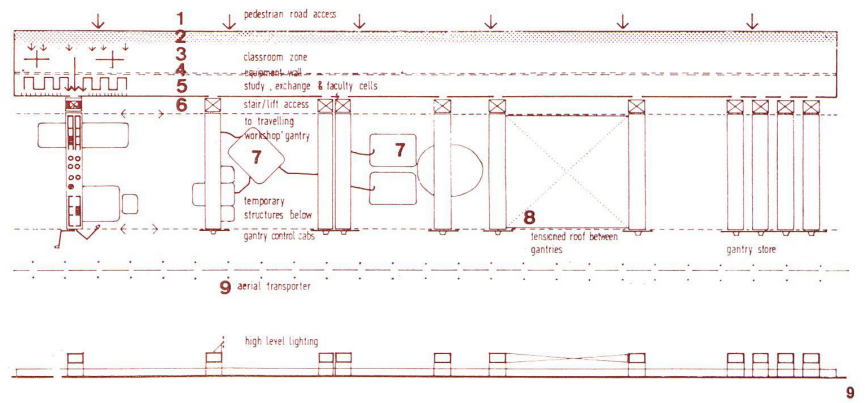 1 pedestrian road access
2
3 classroom zone
4 equipment wall
5 study, exchange & faculty cells
6 stair/lift access
to travelling
workshop gantry
7
7
temporary
structures below
gantry control cabs
8
tensioned roof between
gantries
gantry store
9 aerial transporter
high level lighting
9